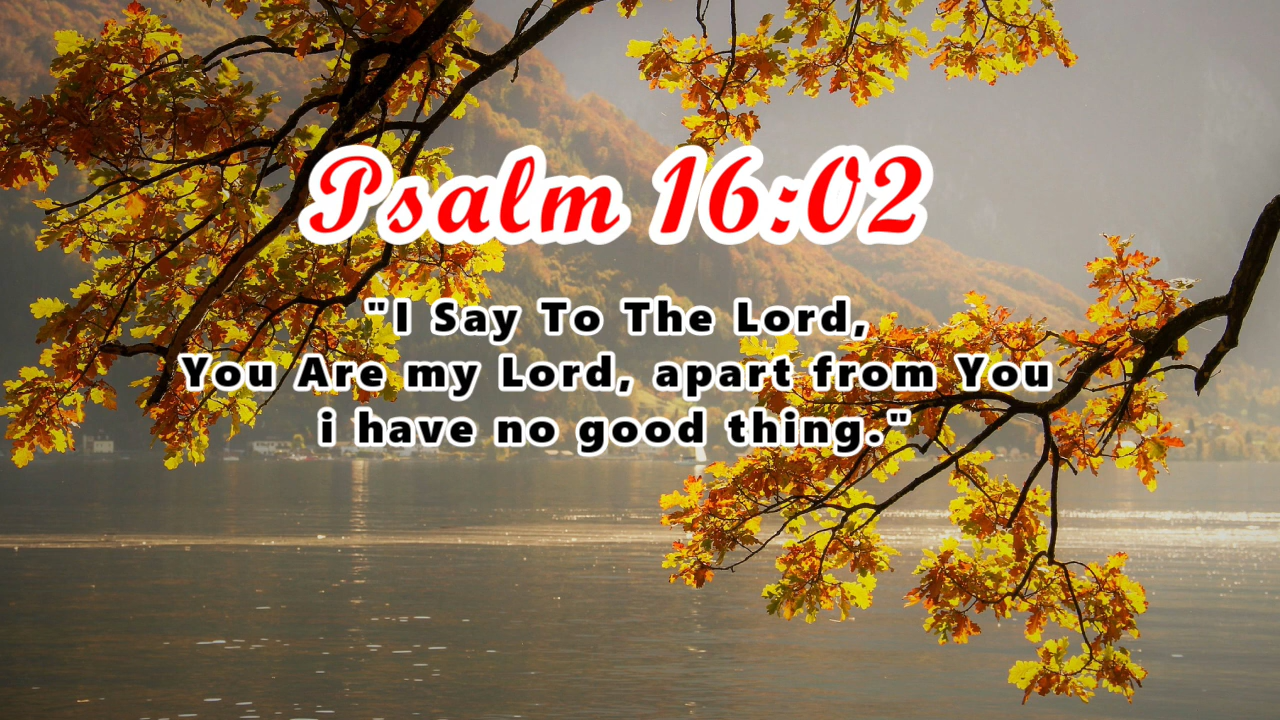 Psalm 16:02
"I Say To The Lord,
You Are my Lord, apart from You
i have no good thing."